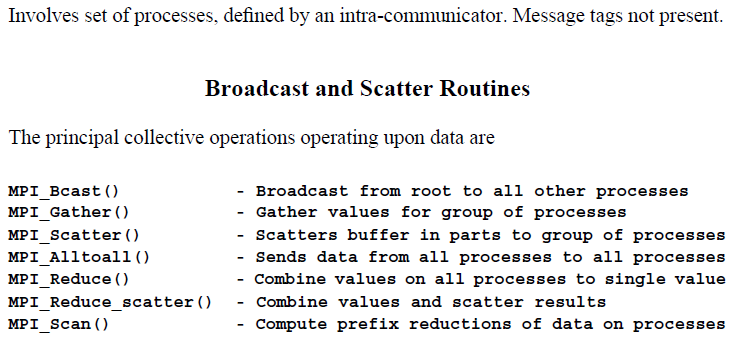 Involves set of processes, defined by an intra-communicator. Message tags not present.
Broadcast and Scatter Routines
The principal collective operations operating upon data are
MPI_Bcast() - Broadcast from root to all other processes
MPI_Gather() - Gather values for group of processes
MPI_Scatter() - Scatters buffer in parts to group of processes
MPI_Alltoall() - Sends data from all processes to all processes
MPI_Reduce() - Combine values on all processes to single value
MPI_Reduce_scatter() - Combine values and scatter results
MPI_Scan() - Compute prefix reductions of data on processes